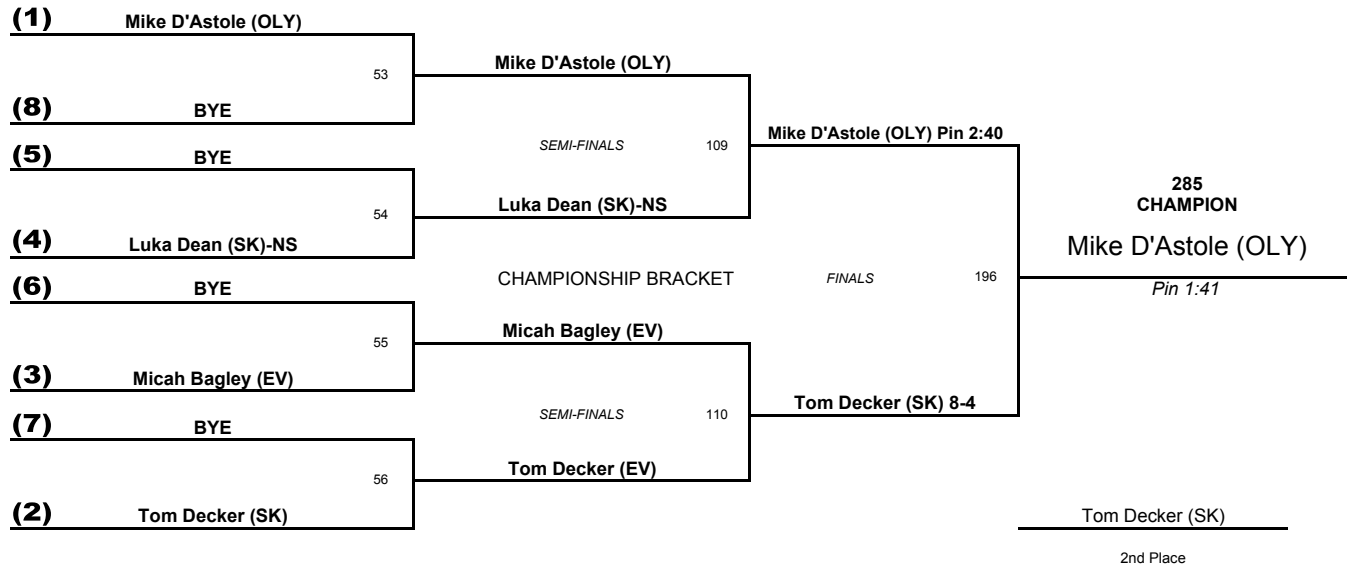 (1) Mike D'Astole (OLY)
53
Mike D'Astole (OLY)
(8) BYE
(5) BYE
SEMI-FINALS 109
Mike D'Astole (OLY) Pin 2:40
54
Luka Dean (SK)-NS
(4) Luka Dean (SK)-NS
285
CHAMPION
Mike D'Astole (OLY)
Pin 1:41
(6) BYE
CHAMPIONSHIP BRACKET
FINALS 196
55
Micah Bagley (EV)
(3) Micah Bagley (EV)
(7) BYE
SEMI-FINALS 110
Tom Decker (SK) 8-4
56
Tom Decker (EV)
(2) Tom Decker (SK)
Tom Decker (SK)
2nd Place